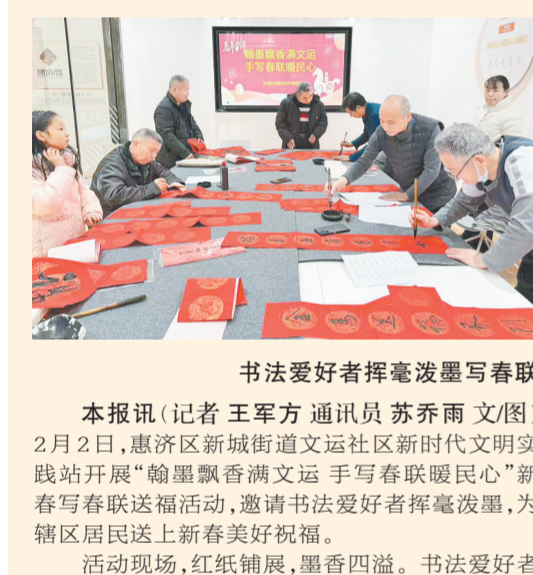 翰墨飘香满文运
手写春联暖民心
书法爱好者挥毫泼墨写春联
本报讯(记者 王军方 通讯员 苏乔雨 文/图)
2月2日,惠济区新城街道文运社区新时代文明实
践站开展“翰墨飘香满文运 手写春联暖民心”新
春写春联送福活动,邀请书法爱好者挥毫泼墨,为
辖区居民送上新春美好祝福。
活动现场,红纸铺展,墨香四溢。书法爱好者